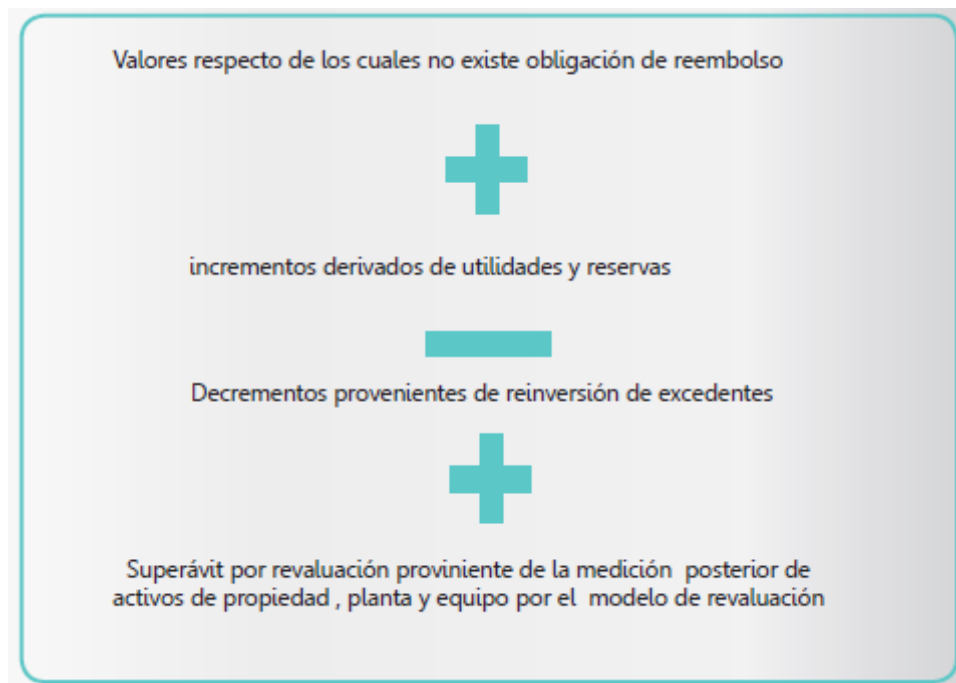 Valores respecto de los cuales no existe obligación de reembolso
incrementos derivados de utilidades y reservas
Decrementos provenientes de reinversión de excedentes
Superávit por revaluación proviniente de la medición posterior de
activos de propiedad , planta y equipo por el modelo de revaluación